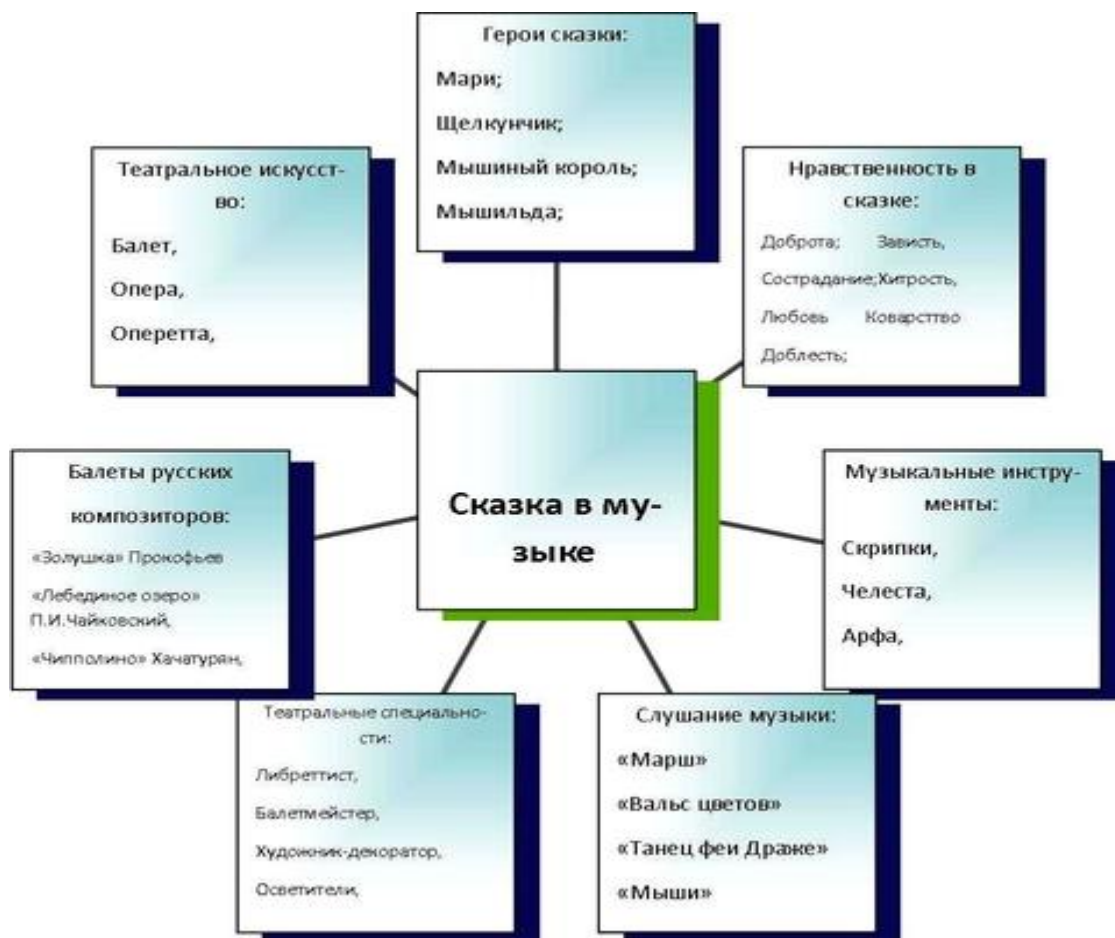 Герои сказки:
Мари;
Щелкунчик;
Мышиный король;
Мышильда;
Театральное искусст-
во:
Балет,
Опера,
Оперетта,
Нравственность в
сказке:
Доброта; Зависть,
Сострадание;Хитрость,
Любовь Коварсттво
Доблесть;
Сказка в му-
зыке
Балеты русских
композиторов:
«Золушка» Прокофьев
«Лебединое озеро»
П.И.Чайковский,
«Чипполино» Хачатурян,
Музыкальные инстру-
менты:
Скрипки,
Челеста,
Арфа,
Театральные специально-
сти:
Либреттист,
Балетмейстер,
Художник-декоратор,
Осветители,
Слушание музыки:
«Марш»
«Вальс цветов»
«Танец феи Драже»
«Мыши»